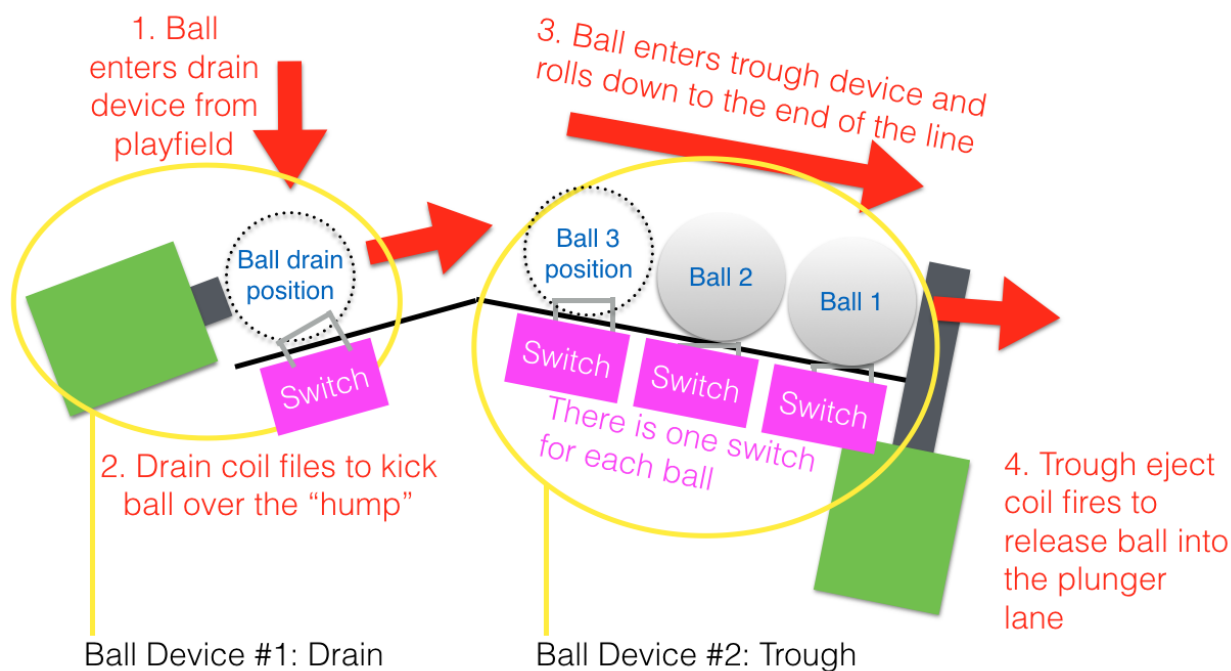 1. Ball
enters drain
device from
playfield
3. Ball enters trough device and
rolls down to the end of the line
Ball drain
position
Ball 3
position
Ball 2
Ball 1
Switch
Switch
Switch
Switch
There is one switch
for each ball
2. Drain coil files to kick
ball over the “hump”
4. Trough eject
coil fires to
release ball into
the plunger
lane
Ball Device #1: Drain
Ball Device #2: Trough